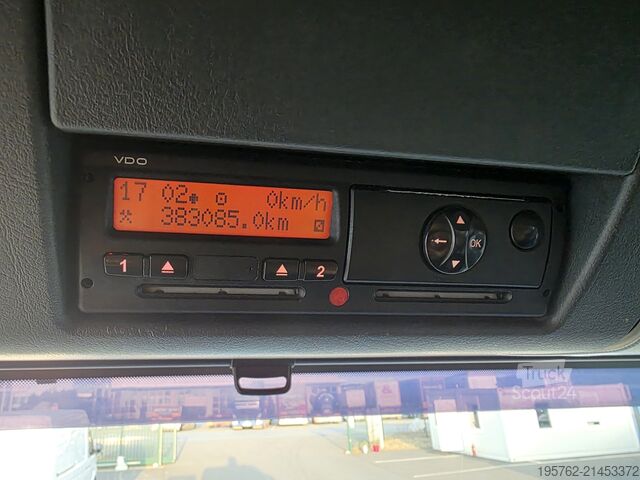 VDO
17 02 0km/h
383085.0km
1 2
OK
Truck
Scout24
195762-21453372